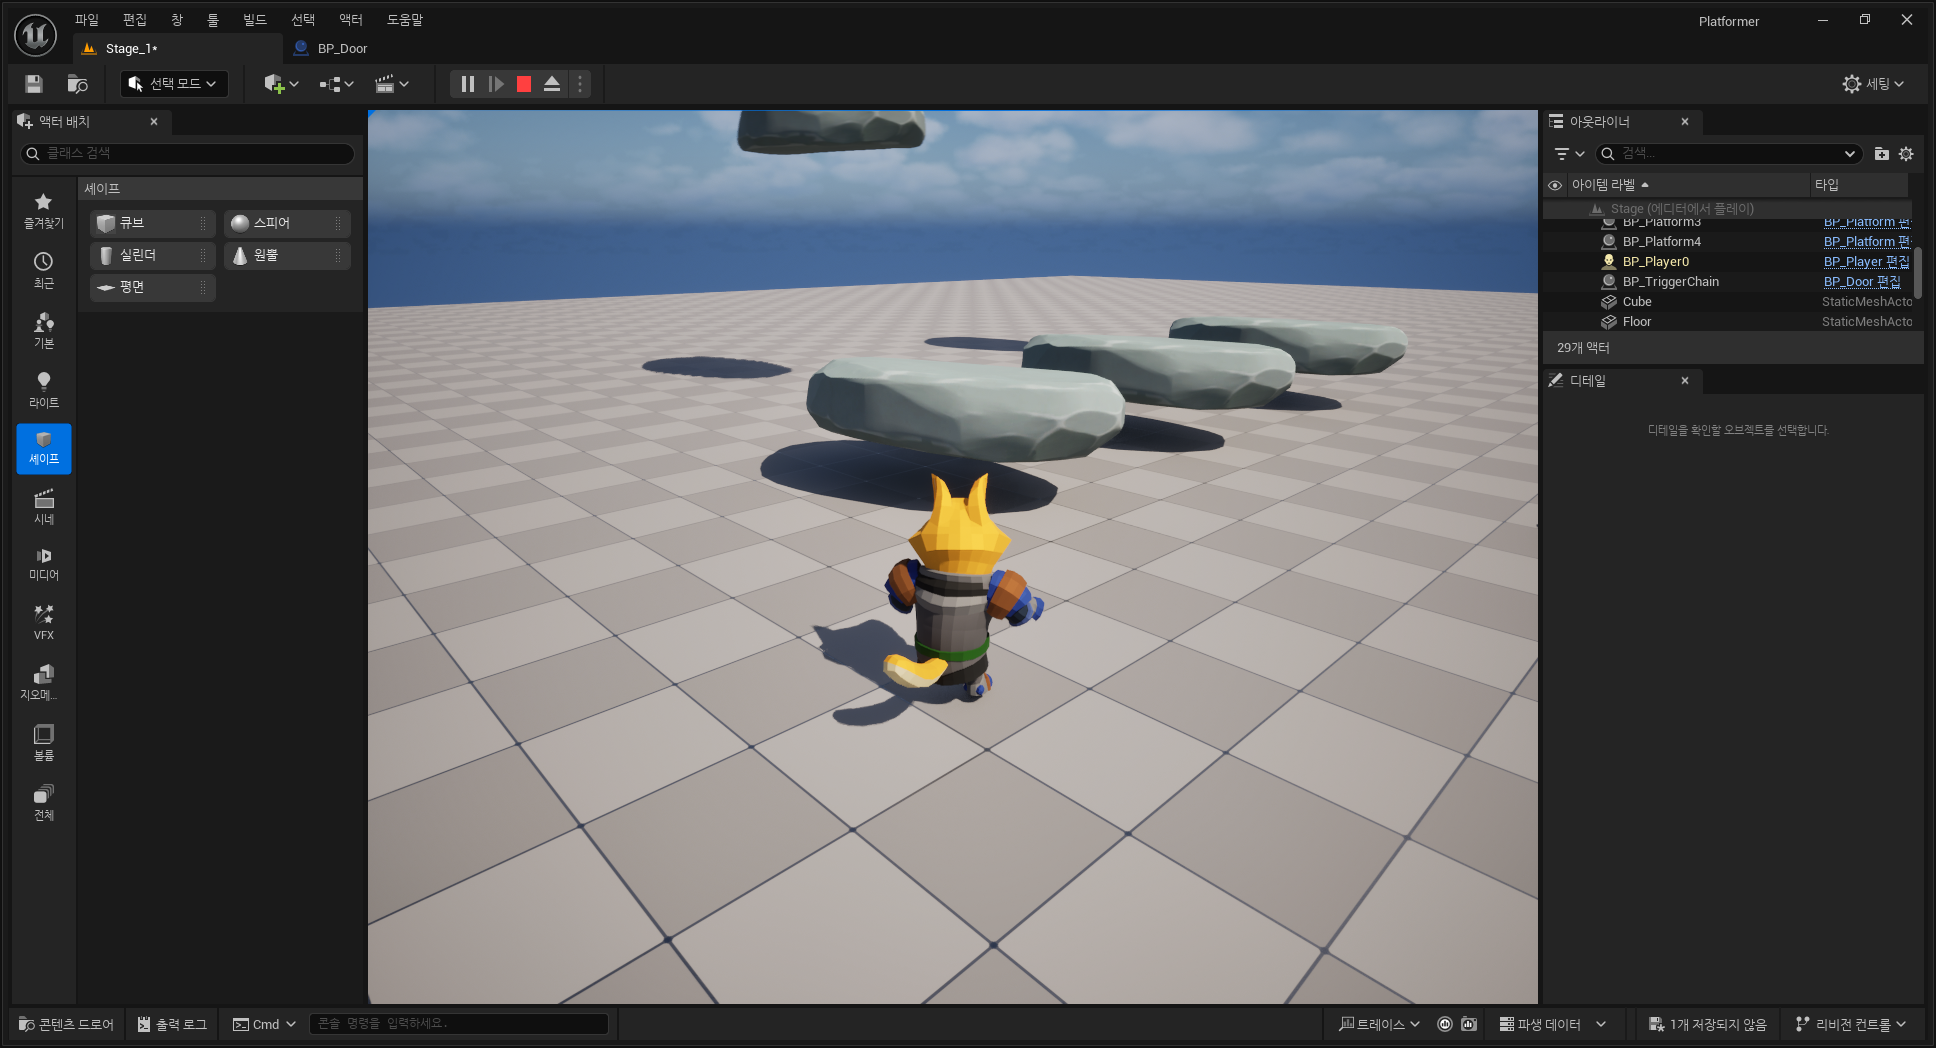 파일 편집 창 툴 빌드 선택 액터 도움말
Platformer
Stage_1*
BP_Door
선택 모드
세팅
액터 배치
클래스 검색
즐겨찾기
최근
기본
라이트
셰이프
시네
미디어
VFX
지오메...
볼륨
전체
셰이프
큐브
스피어
실린더
원뿔
평면
아웃라이너
검색...
아이템 라벨 타입
Stage (에디터에서 플레이)
BP_Platform3 BP_Platform 편
BP_Platform4 BP_Platform 편
BP_Player0 BP_Player 편집
BP_TriggerChain BP_Door 편집
Cube StaticMeshActo
Floor StaticMeshActo
29개 액터
디테일
디테일을 확인할 오브젝트를 선택합니다.
콘텐츠 드로어
출력 로그
Cmd
콘솔 명령을 입력하세요.
트레이스
파생 데이터
1개 저장되지 않음
리비전 컨트롤